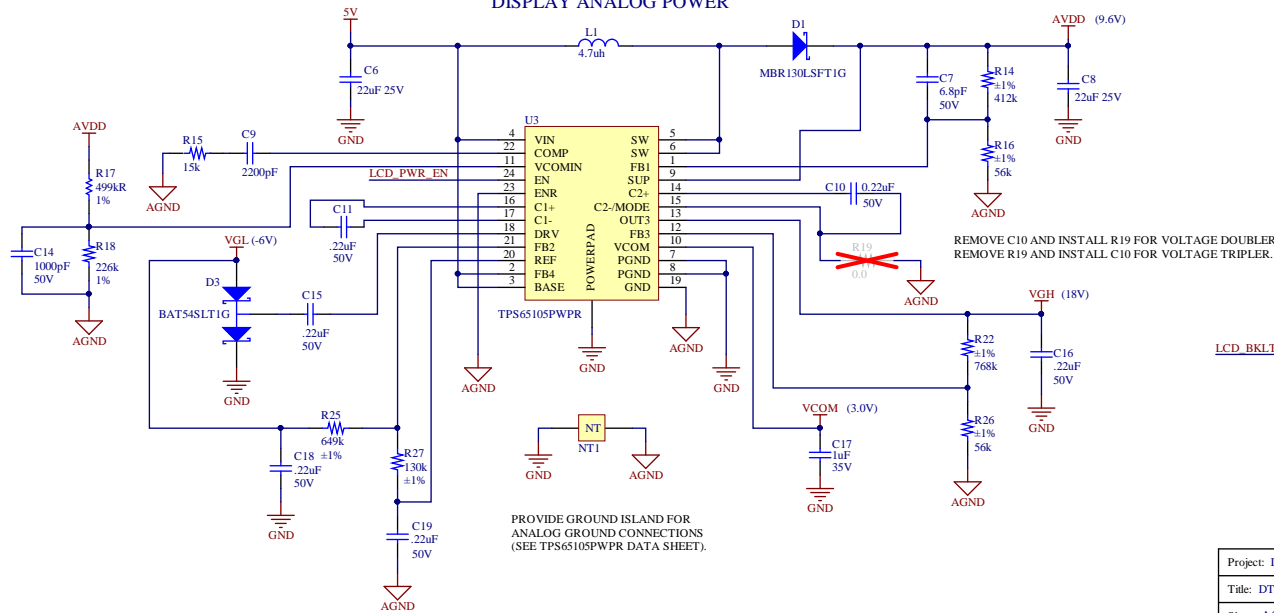 DISPLAY ANALOG POWER
5V
L1
4.7uh
D1
MBR130LSFT1G
AVDD (9.6V)
C6
22uF 25V
GND
C7
6.8pF
50V
R14
±1%
412k
C8
22uF 25V
GND
R16
±1%
56k
AGND
AVDD
R17
499kR
1%
R15
15k
C9
2200pF
AGND
LCD_PWR_EN
U3
4 VIN SW 5
22 COMP SW 6
11 VCOMIN FB1 1
24 EN SUP 9
23 ENR C2+ 14
16 C1+ C2-/MODE 15
17 C1- OUT3 13
18 DRV FB3 12
21 FB2 VCOM 10
20 REF PGND 7
2 FB4 PGND 8
3 BASE GND 19
POWERPAD
TPS65105PWPR
C10 0.22uF
50V
R19
0.0
AGND
REMOVE C10 AND INSTALL R19 FOR VOLTAGE DOUBLER
REMOVE R19 AND INSTALL C10 FOR VOLTAGE TRIPLER.
C11
.22uF
50V
C14
1000pF
50V
R18
226k
1%
AGND
VGL (-6V)
D3
BAT54SLT1G
GND
C15
.22uF
50V
AGND
GND
AGND
GND
VGH (18V)
R22
±1%
768k
C16
.22uF
50V
GND
LCD_BKLT
R26
±1%
56k
AGND
VCOM (3.0V)
C17
1uF
35V
GND
R25
649k
±1%
C18
.22uF
50V
GND
R27
130k
±1%
C19
.22uF
50V
AGND
NT
NT1
GND
AGND
PROVIDE GROUND ISLAND FOR
ANALOG GROUND CONNECTIONS
(SEE TPS65105PWPR DATA SHEET).
Project:
Title: DT